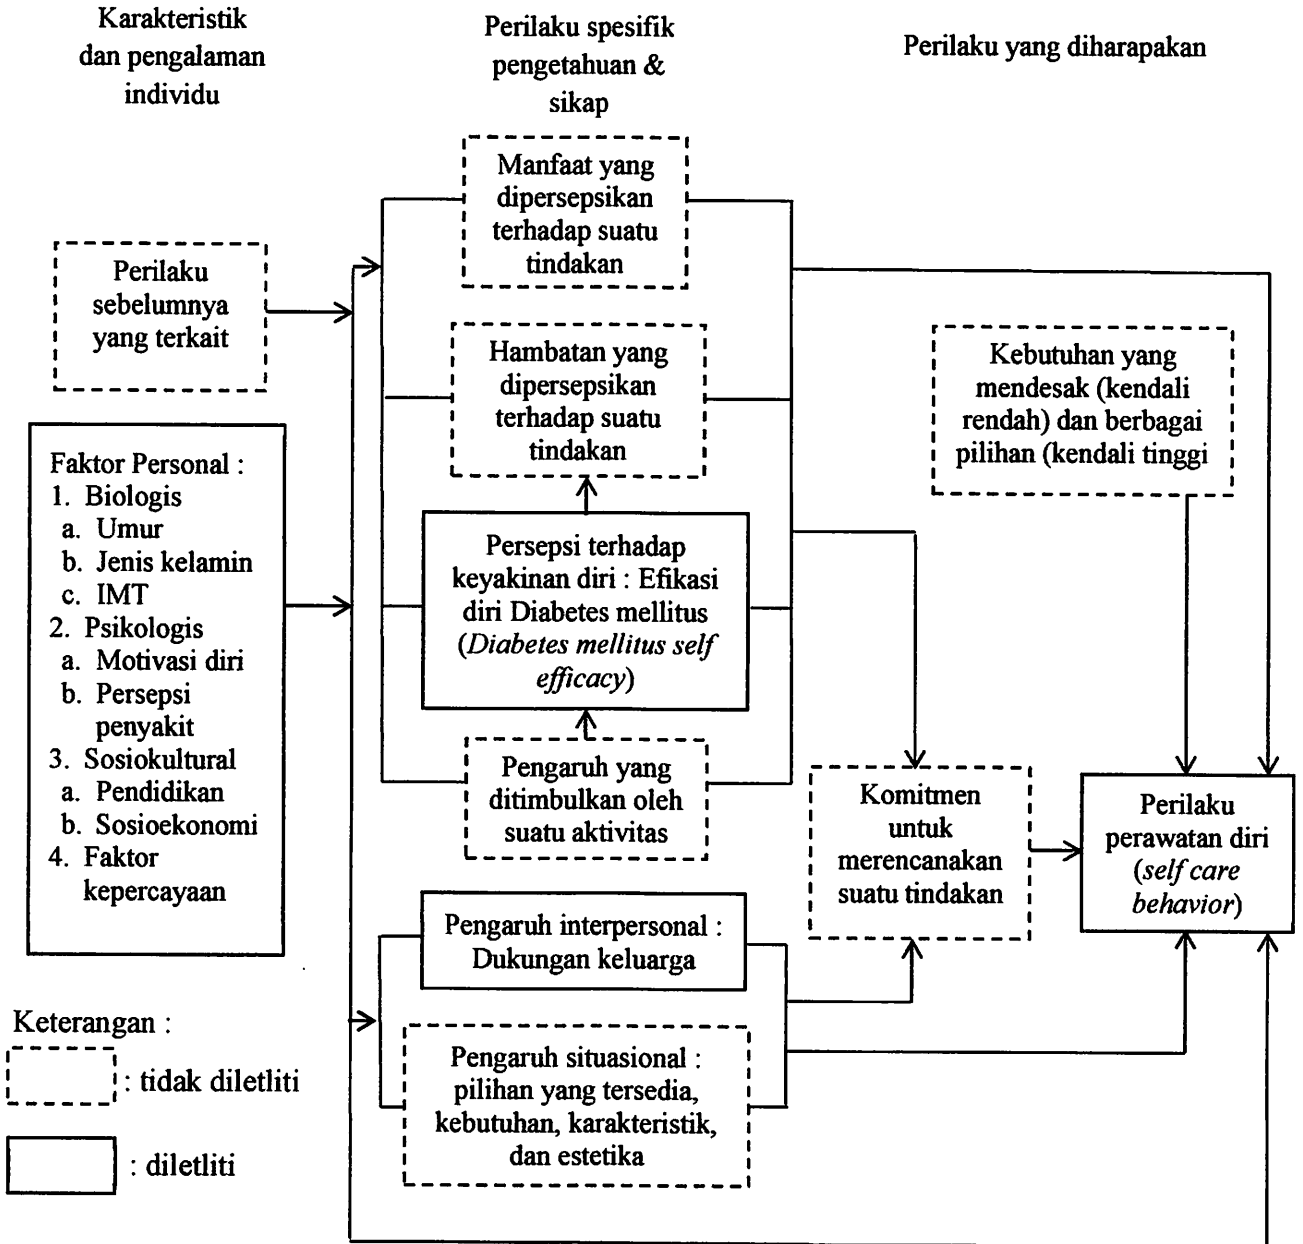 Karakteristik
dan pengalaman
individu
Perilaku spesifik
pengetahuan &
sikap
Perilaku yang diharapakan
Perilaku
sebelumnya
yang terkait
Faktor Personal :
1. Biologis
a. Umur
b. Jenis kelamin
c. IMT
2. Psikologis
a. Motivasi diri
b. Persepsi
penyakit
3. Sosiokultural
a. Pendidikan
b. Sosioekonomi
4. Faktor
kepercayaan
Manfaat yang
dipersepsikan
terhadap suatu
tindakan
Hambatan yang
dipersepsikan
terhadap suatu
tindakan
Persepsi terhadap
keyakinan diri : Efikasi
diri Diabetes mellitus
(Diabetes mellitus self
efficacy)
Pengaruh yang
ditimbulkan oleh
suatu aktivitas
Pengaruh interpersonal :
Dukungan keluarga
Pengaruh situasional :
pilihan yang tersedia,
kebutuhan, karakteristik,
dan estetika
Kebutuhan yang
mendesak (kendali
rendah) dan berbagai
pilihan (kendali tinggi
Komitmen
untuk
merencanakan
suatu tindakan
Perilaku
perawatan diri
(self care
behavior)
Keterangan :
: tidak diletliti
: diletliti